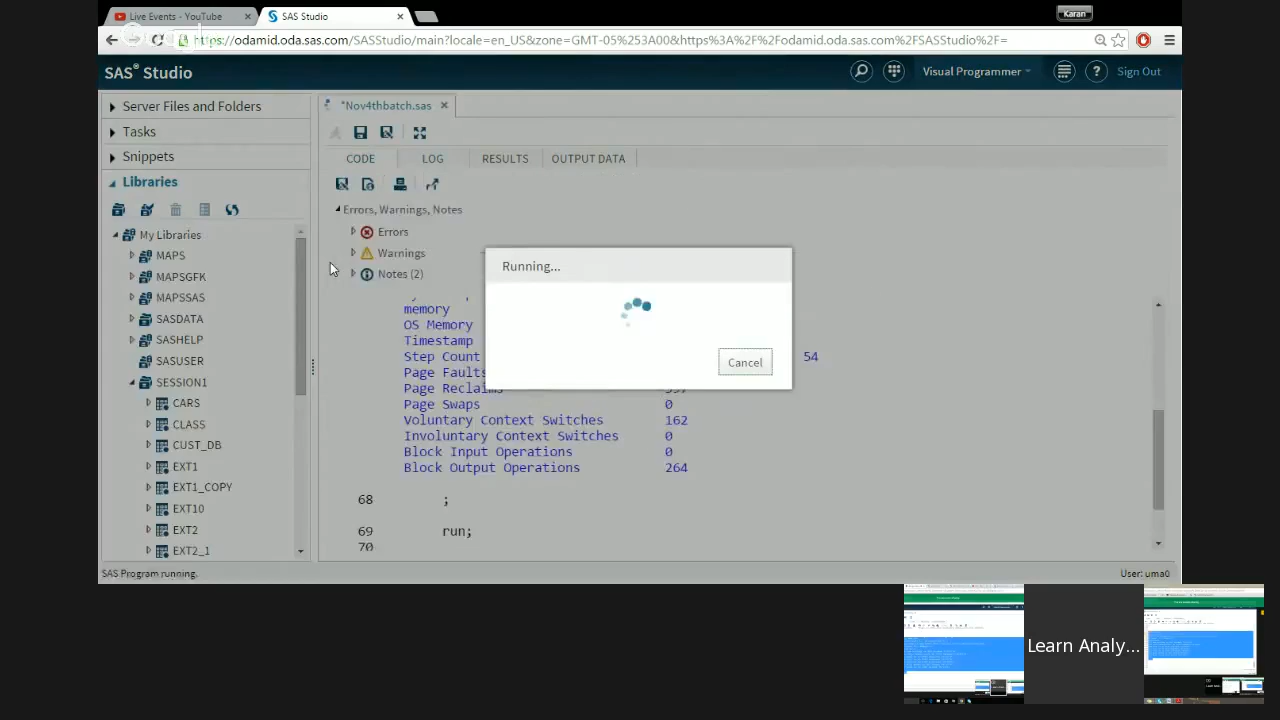 Live Events - YouTube
SAS Studio
Karan
https://odamid.oda.sas.com/SASStudio/main?locale=en_US&zone=GMT-05%253A00&https%3A%2F%2Fodamid.oda.sas.com%2FSASStudio%2F=
SAS® Studio
Visual Programmer
Sign Out
Server Files and Folders
Tasks
Snippets
Libraries
My Libraries
MAPS
MAPSGFK
MAPSSAS
SASDATA
SASHELP
SASUSER
SESSION1
CARS
CLASS
CUST_DB
EXT1
EXT1_COPY
EXT10
EXT2
EXT2_1
*Nov4thbatch.sas
CODE
LOG
RESULTS
OUTPUT DATA
Errors, Warnings, Notes
Errors
Warnings
Notes (2)
memory
OS Memory
Timestamp
Step Count 54
Page Faults
Page Reclaims
Page Swaps 0
Voluntary Context Switches 162
Involuntary Context Switches 0
Block Input Operations 0
Block Output Operations 264
68 ;
69 run;
70
Running...
Cancel
SAS Program running.
User: uma0
Learn Analy...